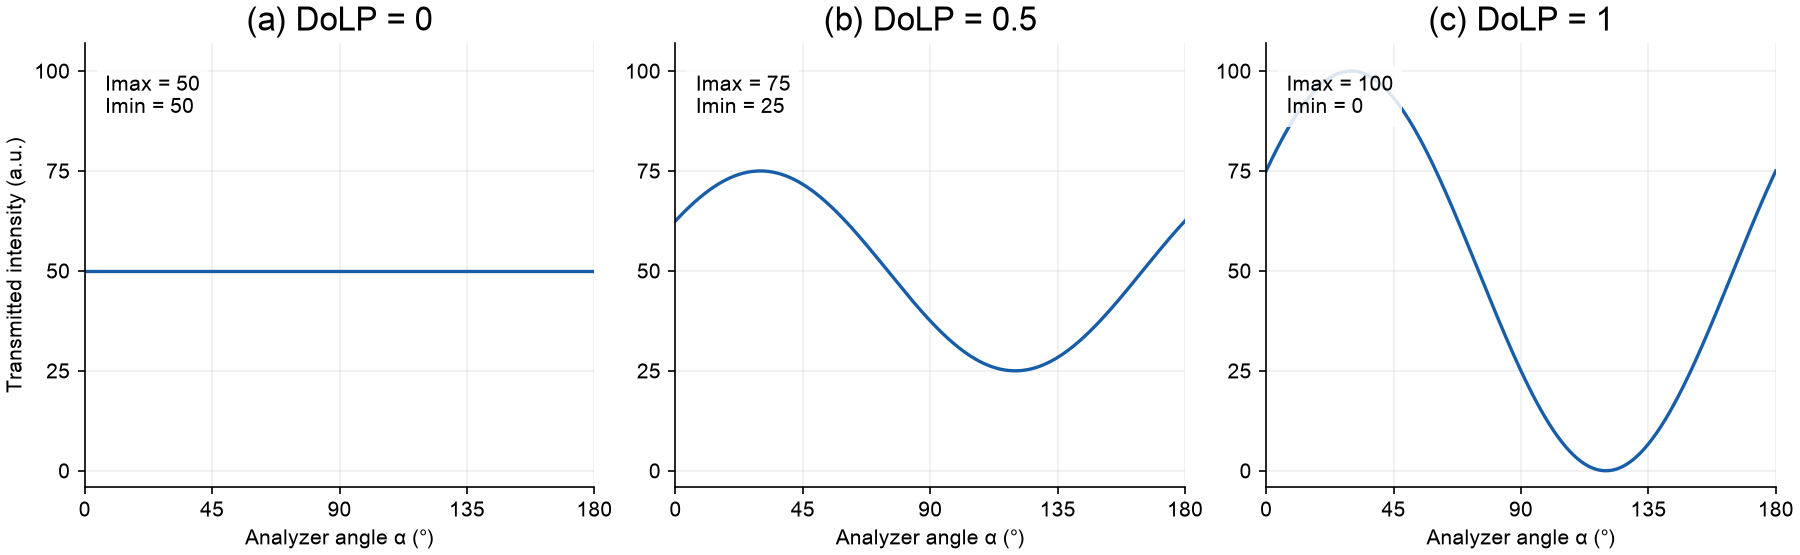 (a) DoLP = 0
Imax = 50
Imin = 50
Transmitted intensity (a.u.)
100
75
50
25
0
0 45 90 135 180
Analyzer angle α (°)
(b) DoLP = 0.5
Imax = 75
Imin = 25
100
75
50
25
0
0 45 90 135 180
Analyzer angle α (°)
(c) DoLP = 1
Imax = 100
Imin = 0
100
75
50
25
0
0 45 90 135 180
Analyzer angle α (°)